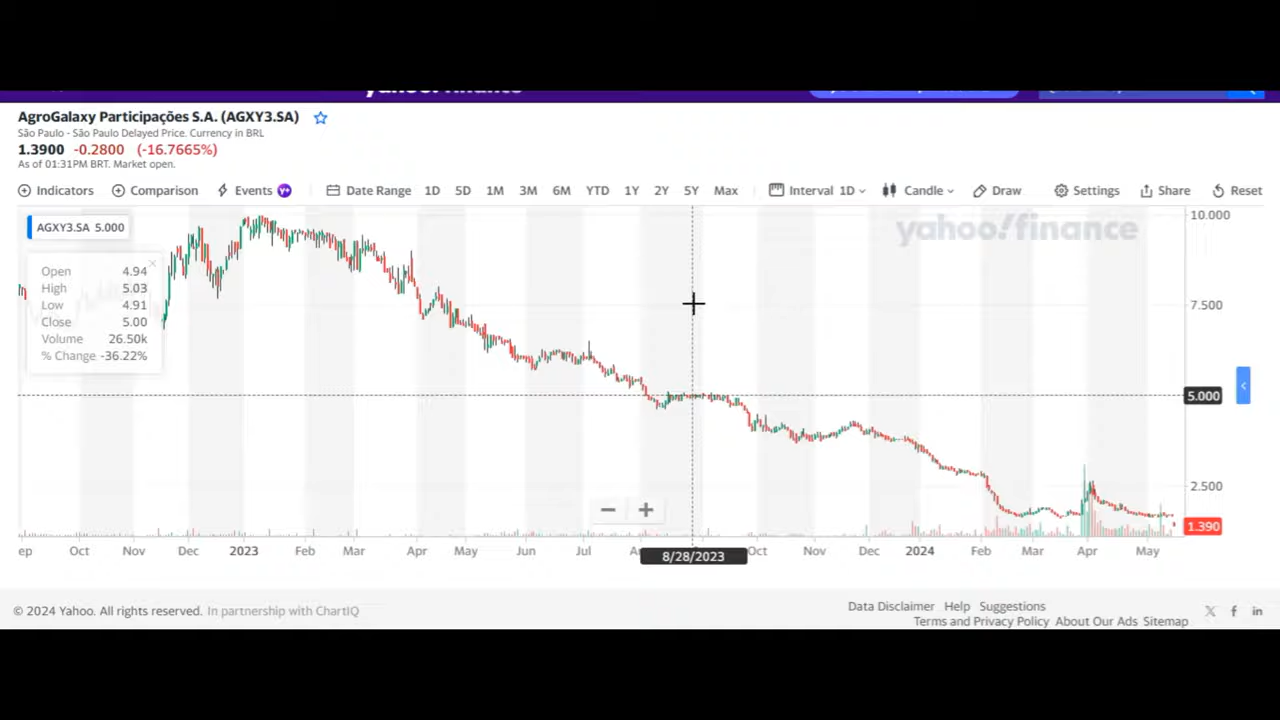 yahoo! finance
AgroGalaxy Participações S.A. (AGXY3.SA)
São Paulo - São Paulo Delayed Price. Currency in BRL
1.3900 -0.2800 (-16.7665%)
As of 01:31PM BRT. Market open.
Indicators Comparison Events Y+ Date Range 1D 5D 1M 3M 6M YTD 1Y 2Y 5Y Max Interval 1D Candle Draw Settings Share Reset
AGXY3.SA 5.000
yahoo!finance
10.000
Open 4.94
High 5.03
Low 4.91
Close 5.00
Volume 26.50k
% Change -36.22%
7.500
5.000
2.500
1.390
ep Oct Nov Dec 2023 Feb Mar Apr May Jun Jul A 8/28/2023 Oct Nov Dec 2024 Feb Mar Apr May
© 2024 Yahoo. All rights reserved. In partnership with ChartIQ
Data Disclaimer Help Suggestions
Terms and Privacy Policy About Our Ads Sitemap